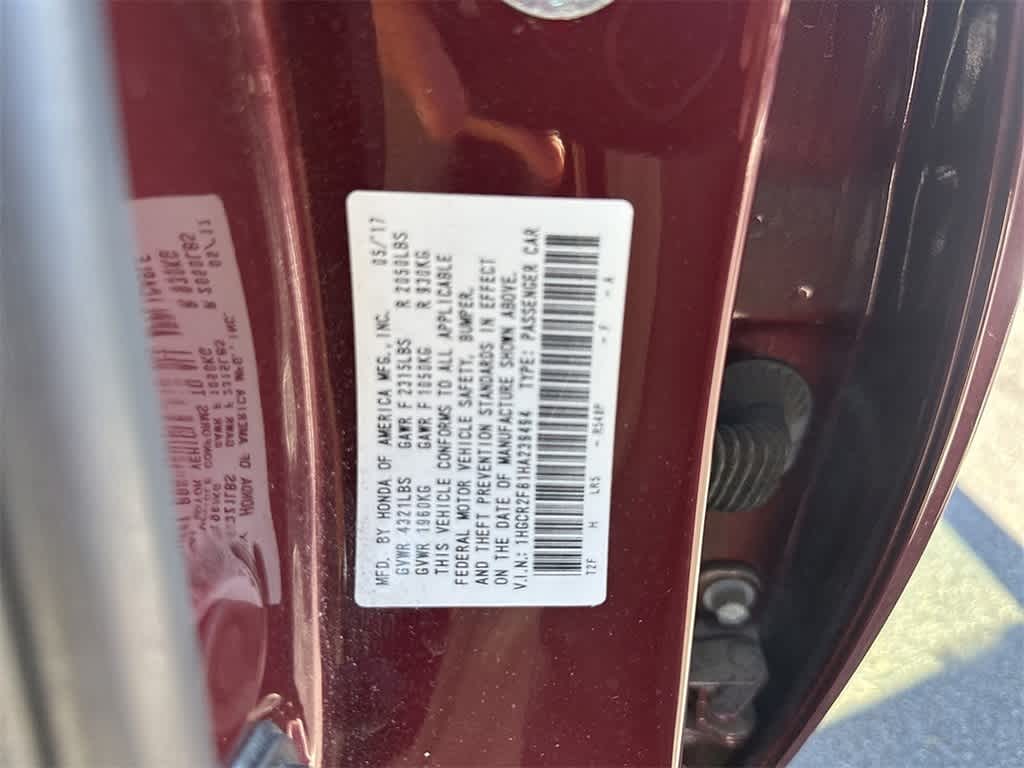 MFD. BY HONDA OF AMERICA MFG., INC. 05/17
GVWR 4321LBS GAWR F 2315LBS R 2050LBS
GVWR 1960KG GAWR F 1050KG R 930KG
THIS VEHICLE CONFORMS TO ALL APPLICABLE
FEDERAL MOTOR VEHICLE SAFETY, BUMPER,
AND THEFT PREVENTION STANDARDS IN EFFECT
ON THE DATE OF MANUFACTURE SHOWN ABOVE.
V.I.N.: 1HGCR2F81HA239464 TYPE: PASSENGER CAR
T2F H LR5 - R548P - F - A